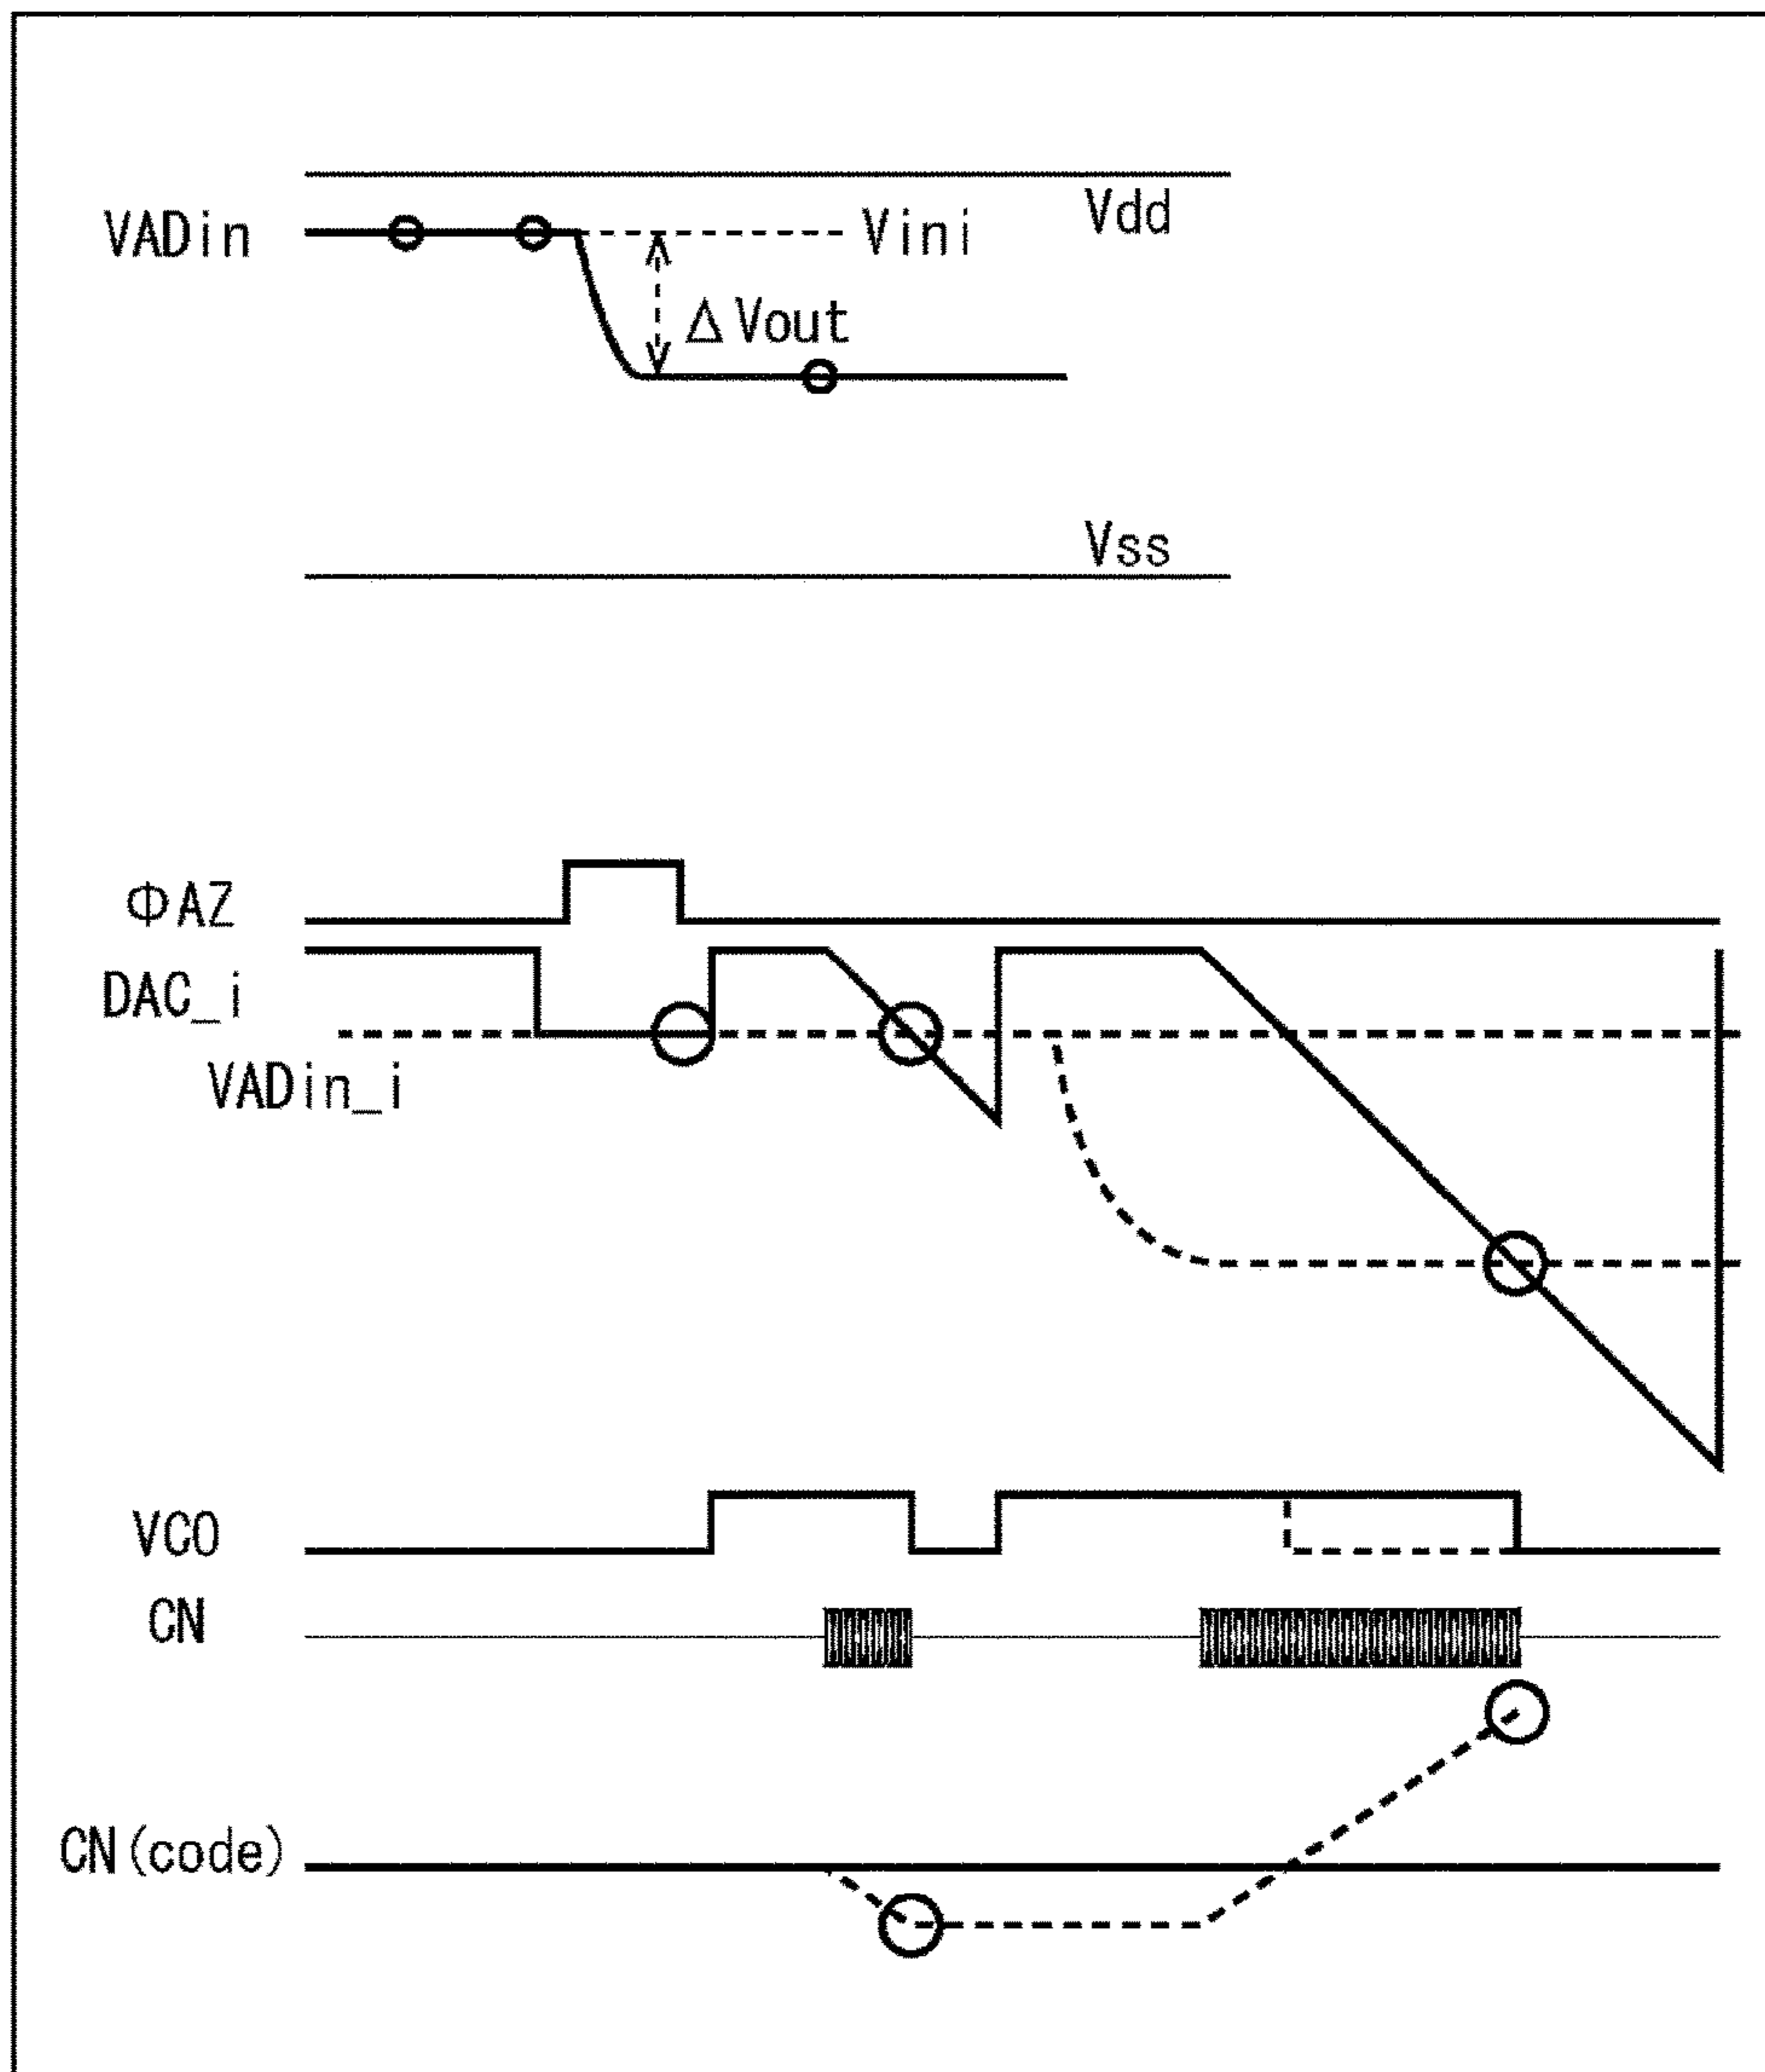 Vdd
VADin
Vini
ΔVout
Vss
ΦAZ
DAC_i
VADin_i
VCO
CN
CN(code)